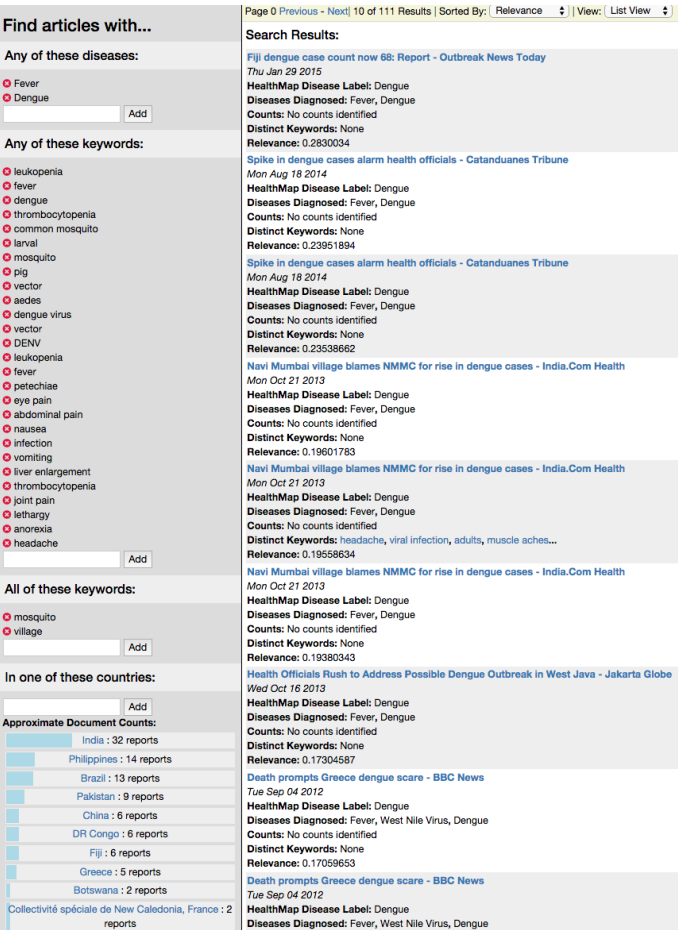 Find articles with...
Any of these diseases:
Fever
Dengue
Add
Any of these keywords:
leukopenia
fever
dengue
thrombocytopenia
common mosquito
larval
mosquito
pig
vector
aedes
dengue virus
vector
DENV
leukopenia
fever
petechiae
eye pain
abdominal pain
nausea
infection
vomiting
liver enlargement
thrombocytopenia
joint pain
lethargy
anorexia
headache
Add
All of these keywords:
mosquito
village
Add
In one of these countries:
Add
Approximate Document Counts:
India : 32 reports
Philippines : 14 reports
Brazil : 13 reports
Pakistan : 9 reports
China : 6 reports
DR Congo : 6 reports
Fiji : 6 reports
Greece : 5 reports
Botswana : 2 reports
Collectivité spéciale de New Caledonia, France : 2
reports
Page 0 Previous - Next| 10 of 111 Results | Sorted By: Relevance | View: List View
Search Results:
Fiji dengue case count now 68: Report - Outbreak News Today
Thu Jan 29 2015
HealthMap Disease Label: Dengue
Diseases Diagnosed: Fever, Dengue
Counts: No counts identified
Distinct Keywords: None
Relevance: 0.2830034
Spike in dengue cases alarm health officials - Catanduanes Tribune
Mon Aug 18 2014
HealthMap Disease Label: Dengue
Diseases Diagnosed: Fever, Dengue
Counts: No counts identified
Distinct Keywords: None
Relevance: 0.23951894
Spike in dengue cases alarm health officials - Catanduanes Tribune
Mon Aug 18 2014
HealthMap Disease Label: Dengue
Diseases Diagnosed: Fever, Dengue
Counts: No counts identified
Distinct Keywords: None
Relevance: 0.23538662
Navi Mumbai village blames NMMC for rise in dengue cases - India.Com Health
Mon Oct 21 2013
HealthMap Disease Label: Dengue
Diseases Diagnosed: Fever, Dengue
Counts: No counts identified
Distinct Keywords: None
Relevance: 0.19601783
Navi Mumbai village blames NMMC for rise in dengue cases - India.Com Health
Mon Oct 21 2013
HealthMap Disease Label: Dengue
Diseases Diagnosed: Fever, Dengue
Counts: No counts identified
Distinct Keywords: headache, viral infection, adults, muscle aches...
Relevance: 0.19558634
Navi Mumbai village blames NMMC for rise in dengue cases - India.Com Health
Mon Oct 21 2013
HealthMap Disease Label: Dengue
Diseases Diagnosed: Fever, Dengue
Counts: No counts identified
Distinct Keywords: None
Relevance: 0.19380343
Health Officials Rush to Address Possible Dengue Outbreak in West Java - Jakarta Globe
Wed Oct 16 2013
HealthMap Disease Label: Dengue
Diseases Diagnosed: Fever, Dengue
Counts: No counts identified
Distinct Keywords: None
Relevance: 0.17304587
Death prompts Greece dengue scare - BBC News
Tue Sep 04 2012
HealthMap Disease Label: Dengue
Diseases Diagnosed: Fever, West Nile Virus, Dengue
Counts: No counts identified
Distinct Keywords: None
Relevance: 0.17059653
Death prompts Greece dengue scare - BBC News
Tue Sep 04 2012
HealthMap Disease Label: Dengue
Diseases Diagnosed: Fever, West Nile Virus, Dengue